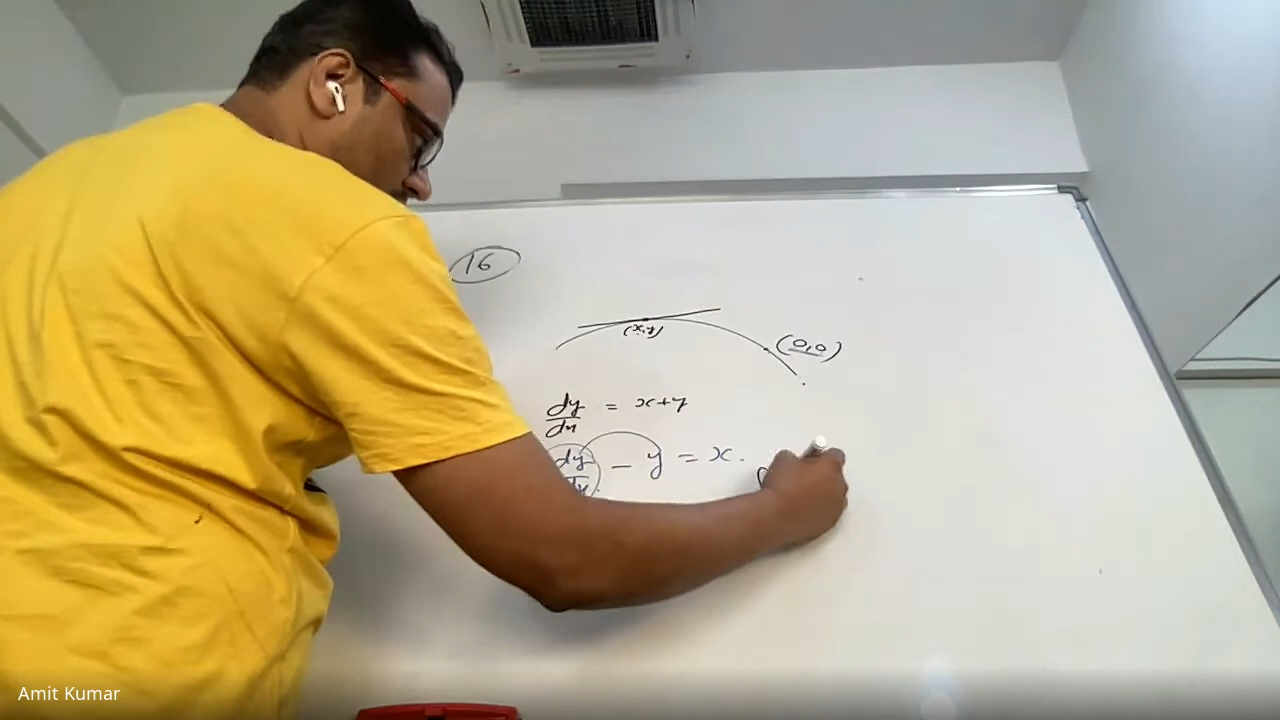 16
(x,y)
(0,0)
dy/dx = x+y
dy/dx - y = x.
Amit Kumar